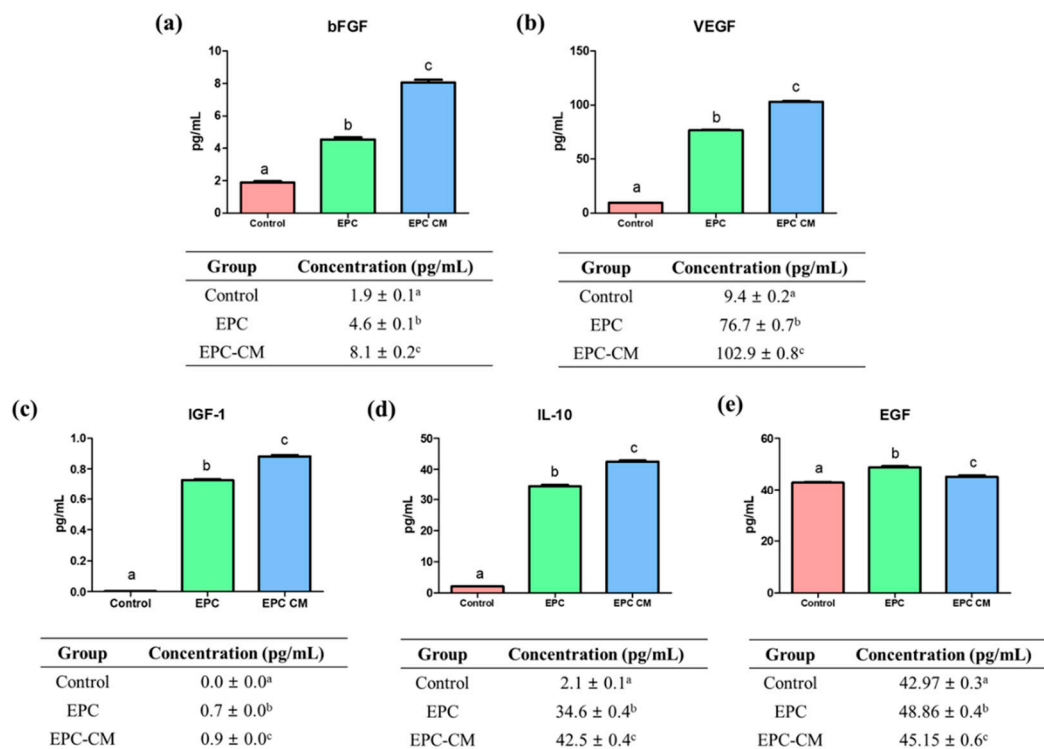 (a)
bFGF
10
8
6
4
2
0
pg/mL
a
b
c
Control EPC EPC CM
Group Concentration (pg/mL)
Control 1.9 ± 0.1ᵃ
EPC 4.6 ± 0.1ᵇ
EPC-CM 8.1 ± 0.2ᶜ
(b)
VEGF
150
100
50
0
pg/mL
a
b
c
Control EPC EPC CM
Group Concentration (pg/mL)
Control 9.4 ± 0.2ᵃ
EPC 76.7 ± 0.7ᵇ
EPC-CM 102.9 ± 0.8ᶜ
(c)
IGF-1
1.0
0.8
0.6
0.4
0.2
0.0
pg/mL
a
b
c
Control EPC EPC CM
Group Concentration (pg/mL)
Control 0.0 ± 0.0ᵃ
EPC 0.7 ± 0.0ᵇ
EPC-CM 0.9 ± 0.0ᶜ
(d)
IL-10
50
40
30
20
10
0
pg/mL
a
b
c
Control EPC EPC CM
Group Concentration (pg/mL)
Control 2.1 ± 0.1ᵃ
EPC 34.6 ± 0.4ᵇ
EPC-CM 42.5 ± 0.4ᶜ
(e)
EGF
60
40
20
0
pg/mL
a
b
c
Control EPC EPC CM
Group Concentration (pg/mL)
Control 42.97 ± 0.3ᵃ
EPC 48.86 ± 0.4ᵇ
EPC-CM 45.15 ± 0.6ᶜ